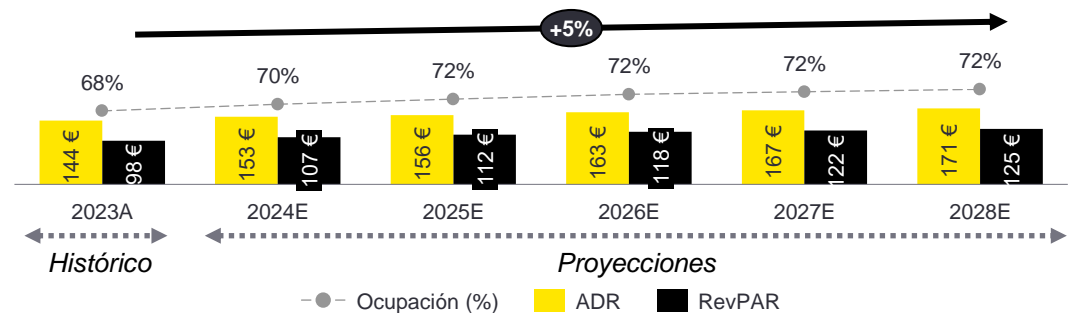 +5%
68%
70%
72%
72%
72%
72%
144 €
98 €
153 €
107 €
156 €
112 €
163 €
118 €
167 €
122 €
171 €
125 €
2023A
2024E
2025E
2026E
2027E
2028E
Histórico
Proyecciones
Ocupación (%)
ADR
RevPAR